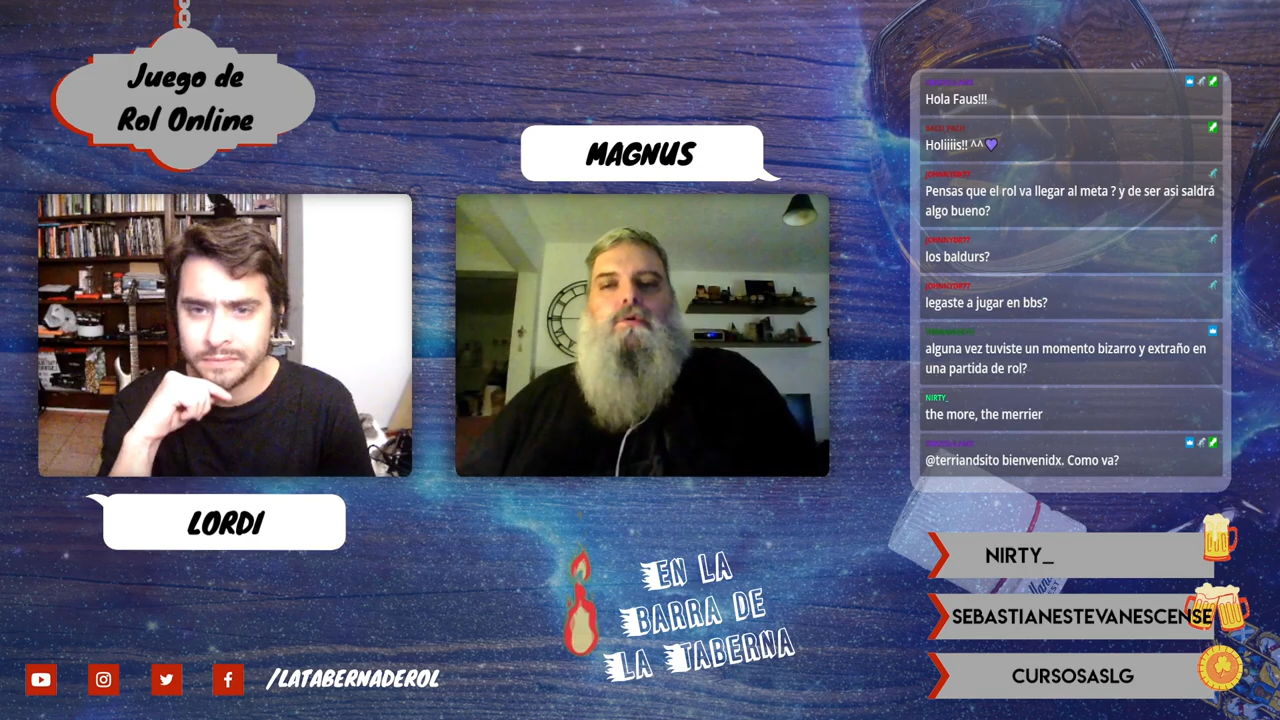 Juego de
Rol Online
MAGNUS
LORDI
Hola Faus!!!
Holiiiis!! ^^💜
JOHNNYDR77
Pensas que el rol va llegar al meta ? y de ser asi saldrá
algo bueno?
JOHNNYDR77
los baldurs?
JOHNNYDR77
legaste a jugar en bbs?
alguna vez tuviste un momento bizarro y extraño en
una partida de rol?
NIRTY_
the more, the merrier
@terriandsito bienvenidx. Como va?
EN LA
BARRA DE
LA TABERNA
NIRTY_
SEBASTIANESTEVANESCENSE
CURSOSASLG
/LATABERNADEROL